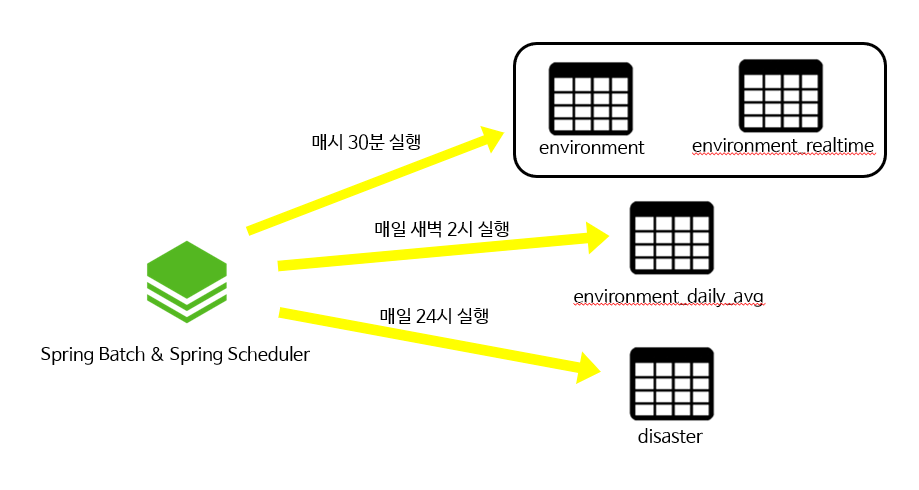 매시 30분 실행
environment
environment_realtime
매일 새벽 2시 실행
environment_daily_avg
매일 24시 실행
Spring Batch & Spring Scheduler
disaster